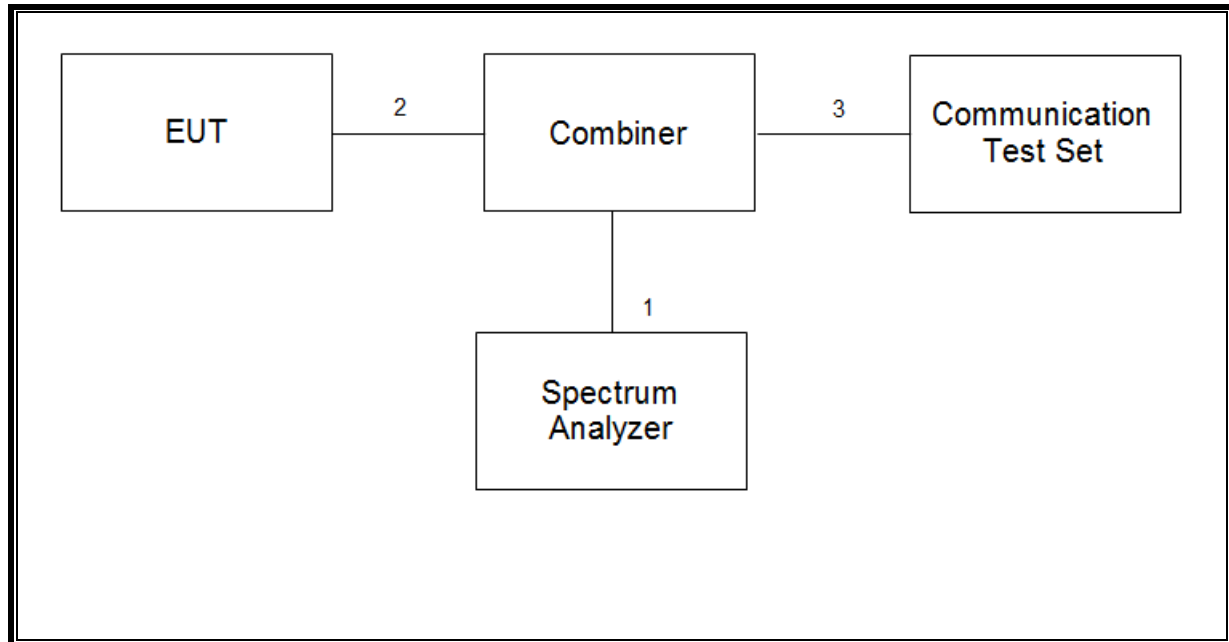 EUT
2
Combiner
3
Communication
Test Set
1
Spectrum
Analyzer